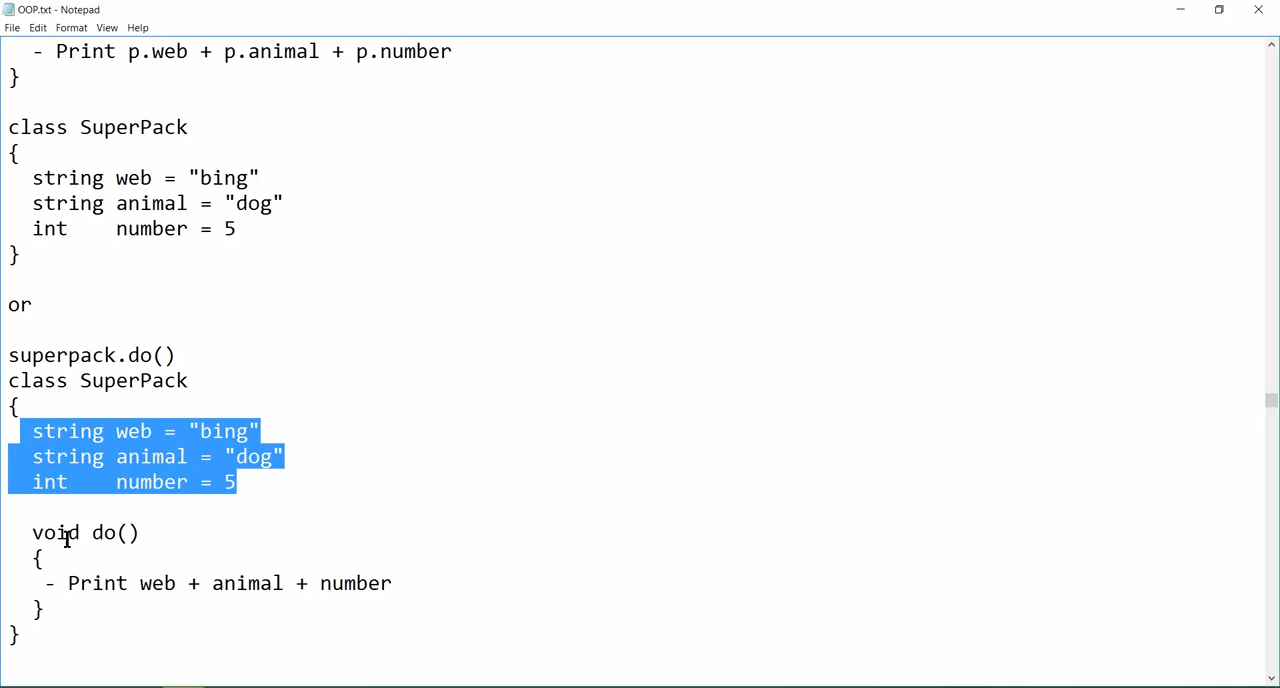 OOP.txt - Notepad
File Edit Format View Help
- Print p.web + p.animal + p.number
}
class SuperPack
{
string web = "bing"
string animal = "dog"
int    number = 5
}
or
superpack.do()
class SuperPack
{
string web = "bing"
string animal = "dog"
int    number = 5
void do()
{
- Print web + animal + number
}
}